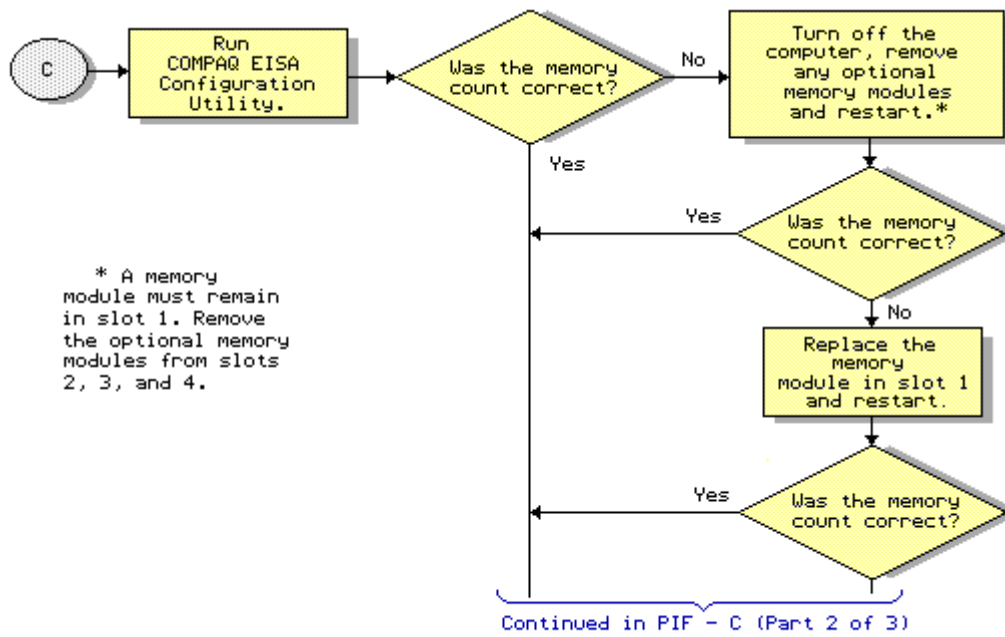 C
Run
COMPAQ EISA
Configuration
Utility.
Was the memory
count correct?
No
Turn off the
computer, remove
any optional
memory modules
and restart.*
Yes
Yes
Was the memory
count correct?
* A memory
module must remain
in slot 1. Remove
the optional memory
modules from slots
2, 3, and 4.
No
Replace the
memory
module in slot 1
and restart.
Yes
Was the memory
count correct?
Continued in PIF - C (Part 2 of 3)